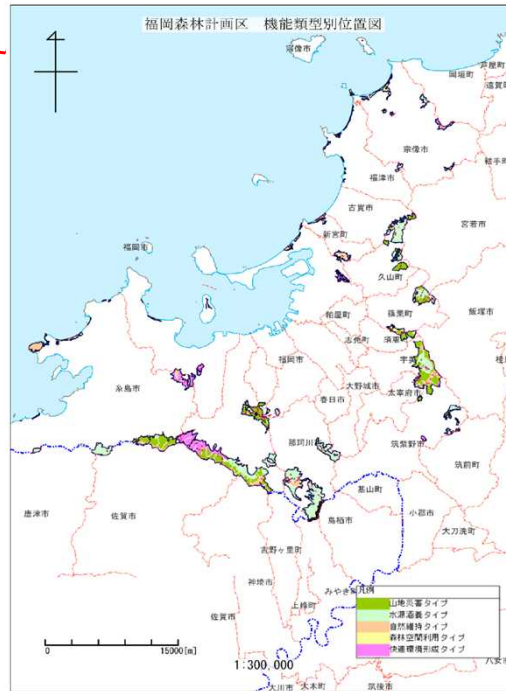 福岡森林計画区 機能類型別位置図
宗像市
芦屋町
岡垣町
遠賀町
宗像市
鞍手町
福津市
古賀市
宮若市
新宮町
福岡市
久山町
篠栗町
粕屋町
飯塚市
志免町
須恵
福岡市
宇美
大野城市
糸島市
太宰府市
春日市
那珂川
筑紫野市
筑前町
基山町
唐津市
佐賀市
鳥栖市
小郡市
大刀洗町
吉野ヶ里町
神埼市
みやき町
凡例
上峰町
佐賀市
山地災害タイプ
水源涵養タイプ
自然維持タイプ
森林空間利用タイプ
快適環境形成タイプ
0 15000[m]
1:300,000
久留米市
大川市
大木町
筑後市